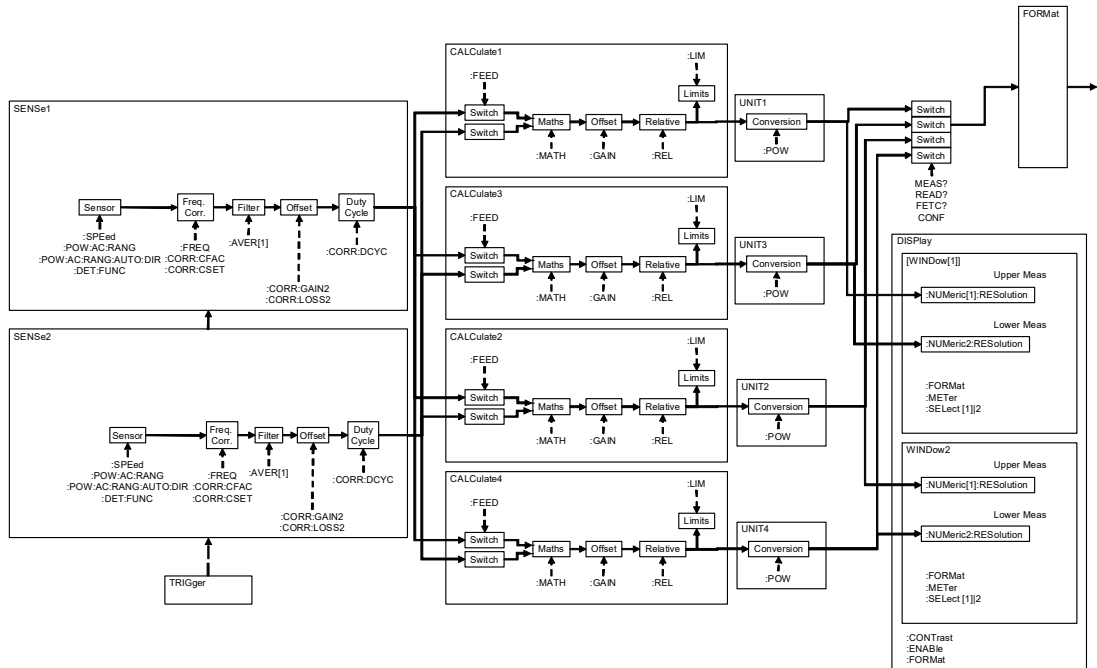 FORMat
CALCulate1
:LIM
:FEED
Limits
Switch
Switch
Maths
Offset
Relative
:MATH
:GAIN
:REL
UNIT1
Conversion
:POW
Switch
Switch
Switch
Switch
MEAS?
READ?
FETC?
CONF
SENSe1
Sensor
Freq.
Corr.
Filter
Offset
Duty
Cycle
:SPEed
:POW:AC:RANG
:POW:AC:RANG:AUTO:DIR
:DET:FUNC
:FREQ
:CORR:CFAC
:CORR:CSET
:AVER[1]
:CORR:DCYC
:CORR:GAIN2
:CORR:LOSS2
CALCulate3
:LIM
:FEED
Limits
Switch
Switch
Maths
Offset
Relative
:MATH
:GAIN
:REL
UNIT3
Conversion
:POW
SENSe2
Sensor
Freq.
Corr.
Filter
Offset
Duty
Cycle
:SPEed
:POW:AC:RANG
:POW:AC:RANG:AUTO:DIR
:DET:FUNC
:FREQ
:CORR:CFAC
:CORR:CSET
:AVER[1]
:CORR:DCYC
:CORR:GAIN2
:CORR:LOSS2
CALCulate2
:LIM
:FEED
Limits
Switch
Switch
Maths
Offset
Relative
:MATH
:GAIN
:REL
UNIT2
Conversion
:POW
CALCulate4
:LIM
:FEED
Limits
Switch
Switch
Maths
Offset
Relative
:MATH
:GAIN
:REL
UNIT4
Conversion
:POW
TRIGger
DISPlay
[WINDow[1]]
Upper Meas
:NUMeric[1]:RESolution
Lower Meas
:NUMeric2:RESolution
:FORMat
:METer
:SELect [1]|2
WINDow2
Upper Meas
:NUMeric[1]:RESolution
Lower Meas
:NUMeric2:RESolution
:FORMat
:METer
:SELect [1]|2
:CONTrast
:ENABle
:FORMat